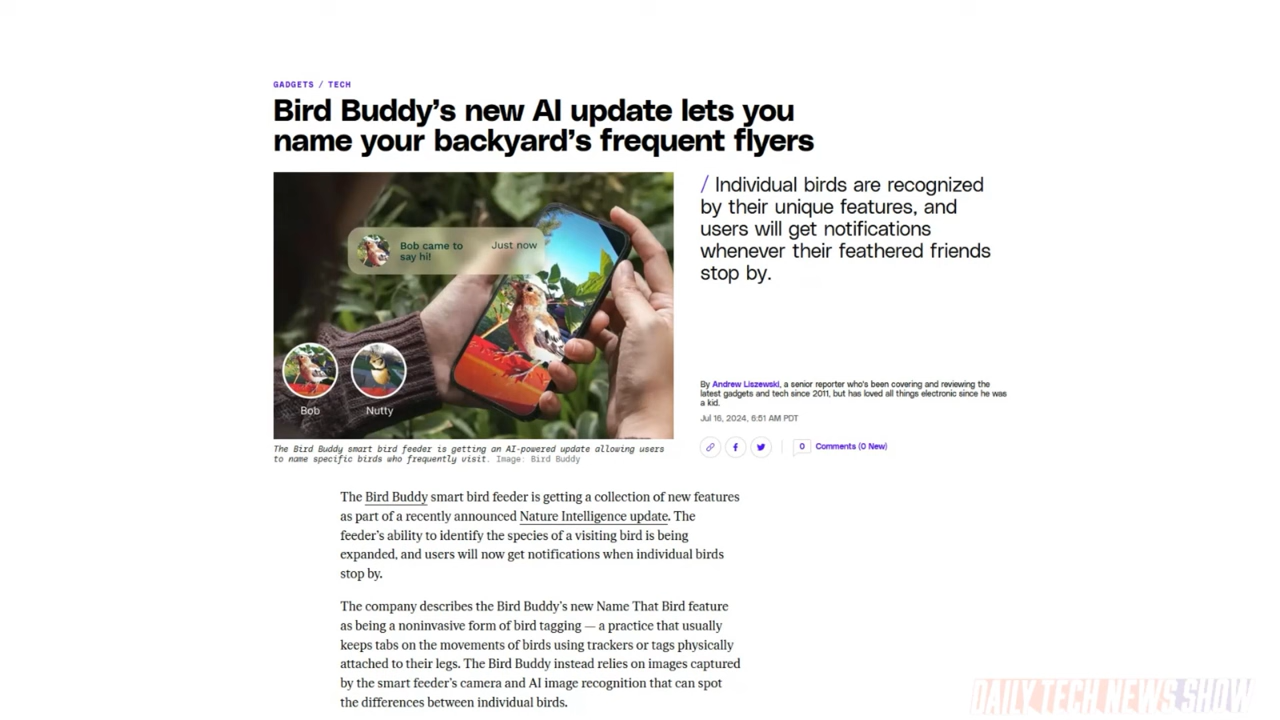 GADGETS / TECH
Bird Buddy's new AI update lets you
name your backyard's frequent flyers
Bob came to
say hi!
Just now
Bob
Nutty
The Bird Buddy smart bird feeder is getting an AI-powered update allowing users
to name specific birds who frequently visit. Image: Bird Buddy
/ Individual birds are recognized
by their unique features, and
users will get notifications
whenever their feathered friends
stop by.
By Andrew Liszewski, a senior reporter who's been covering and reviewing the
latest gadgets and tech since 2011, but has loved all things electronic since he was
a kid.
Jul 16, 2024, 6:51 AM PDT
0 Comments (0 New)
The Bird Buddy smart bird feeder is getting a collection of new features
as part of a recently announced Nature Intelligence update. The
feeder's ability to identify the species of a visiting bird is being
expanded, and users will now get notifications when individual birds
stop by.
The company describes the Bird Buddy's new Name That Bird feature
as being a noninvasive form of bird tagging — a practice that usually
keeps tabs on the movements of birds using trackers or tags physically
attached to their legs. The Bird Buddy instead relies on images captured
by the smart feeder's camera and AI image recognition that can spot
the differences between individual birds.
DAILY TECH NEWS SHOW